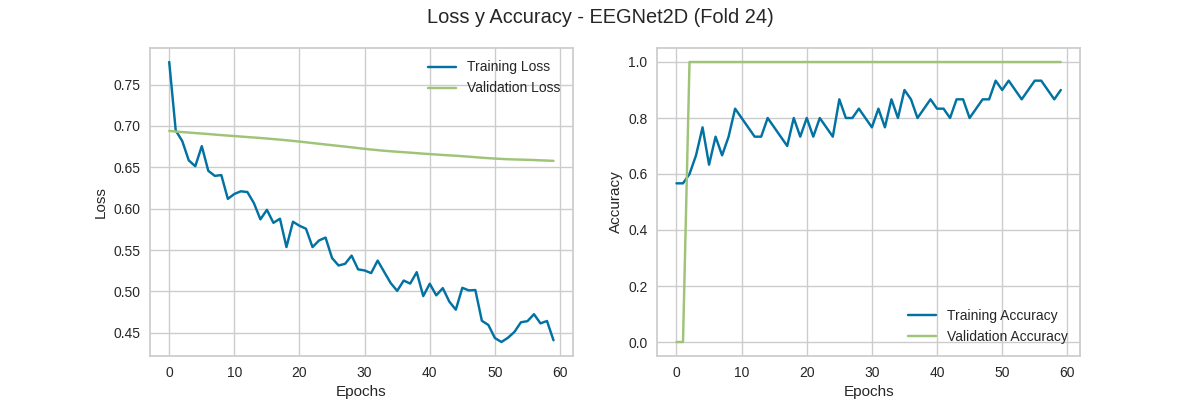 Loss y Accuracy - EEGNet2D (Fold 24)
Training Loss
Validation Loss
0.75
0.70
0.65
0.60
0.55
0.50
0.45
Loss
0 10 20 30 40 50 60
Epochs
1.0
0.8
0.6
0.4
0.2
0.0
Accuracy
Training Accuracy
Validation Accuracy
0 10 20 30 40 50 60
Epochs